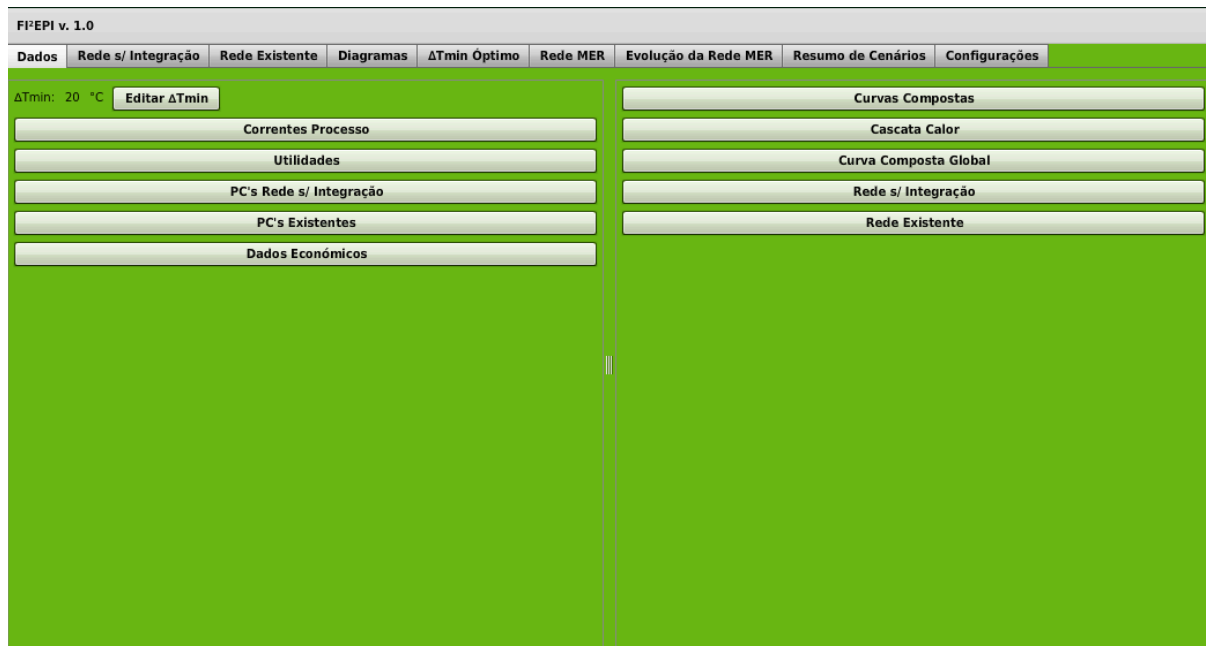 FI²EPI v. 1.0
Dados Rede s/ Integração Rede Existente Diagramas ΔTmin Óptimo Rede MER Evolução da Rede MER Resumo de Cenários Configurações
ΔTmin: 20 °C Editar ΔTmin
Correntes Processo
Utilidades
PC's Rede s/ Integração
PC's Existentes
Dados Económicos
Curvas Compostas
Cascata Calor
Curva Composta Global
Rede s/ Integração
Rede Existente